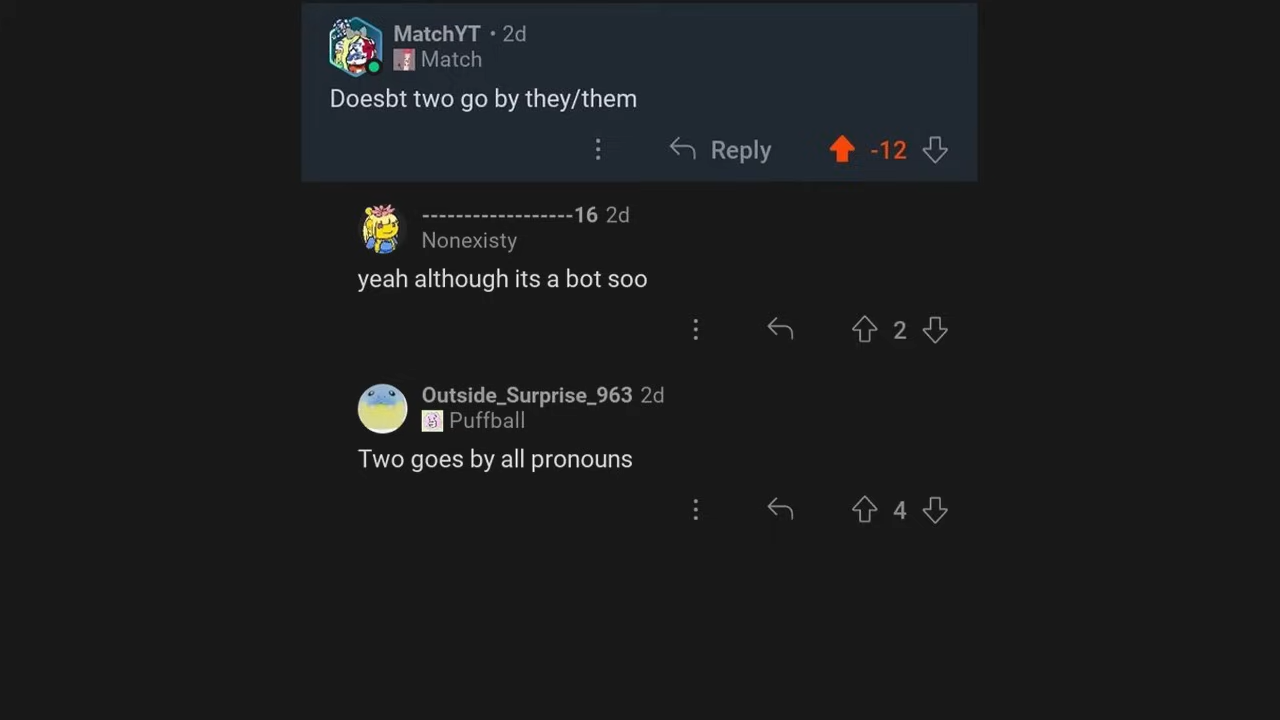 MatchYT • 2d
Match
Doesbt two go by they/them
Reply -12
------------------16 2d
Nonexisty
yeah although its a bot soo
2
Outside_Surprise_963 2d
Puffball
Two goes by all pronouns
4